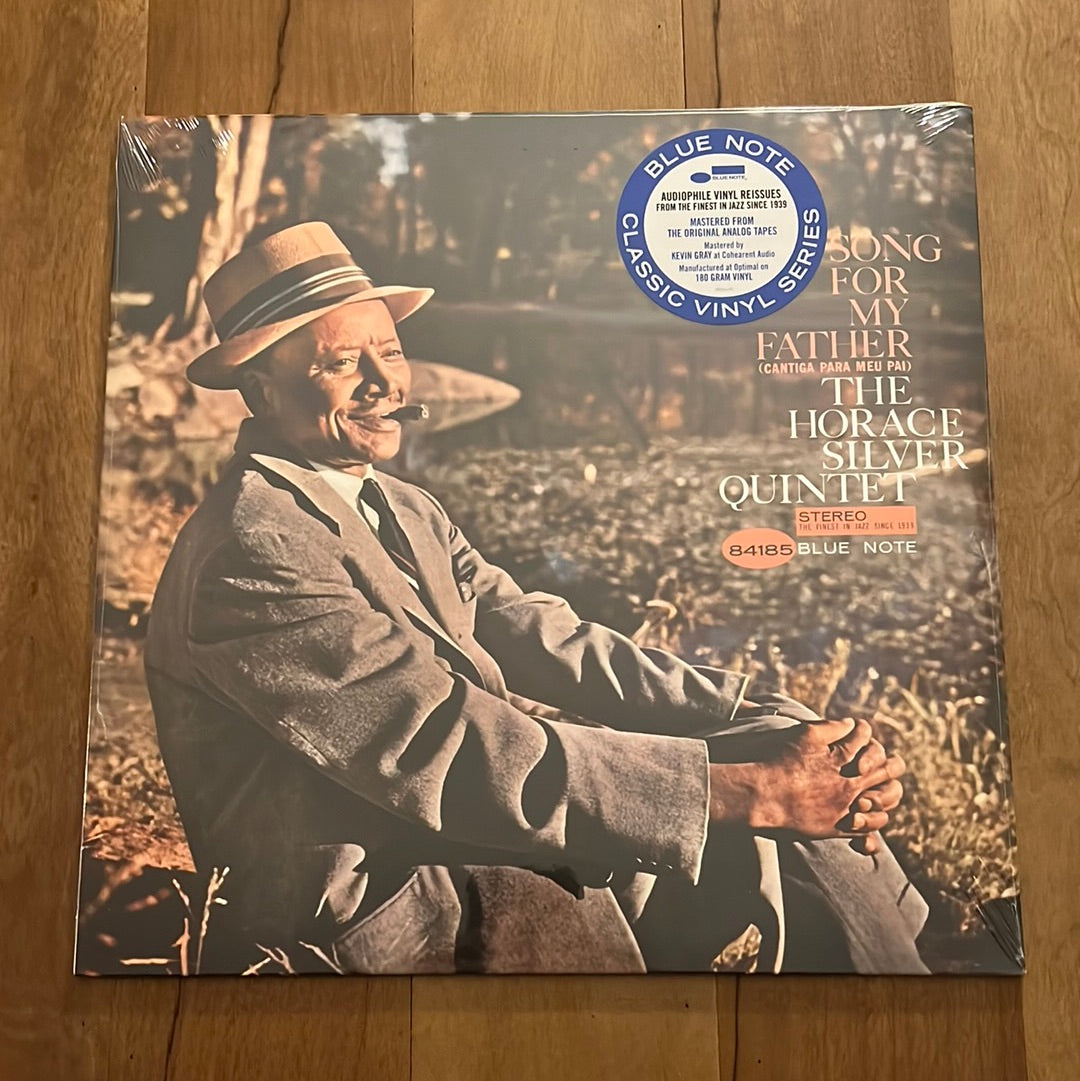 BLUE NOTE
BLUE NOTE
AUDIOPHILE VINYL REISSUES
FROM THE FINEST IN JAZZ SINCE 1939
MASTERED FROM
THE ORIGINAL ANALOG TAPES
Mastered by
KEVIN GRAY at Cohearent Audio
Manufactured at Optimal on
180 GRAM VINYL
CLASSIC VINYL SERIES
SONG
FOR
MY
FATHER
(CANTIGA PARA MEU PAI)
THE
HORACE
SILVER
QUINTET
STEREO
THE FINEST IN JAZZ SINCE 1939
84185 BLUE NOTE